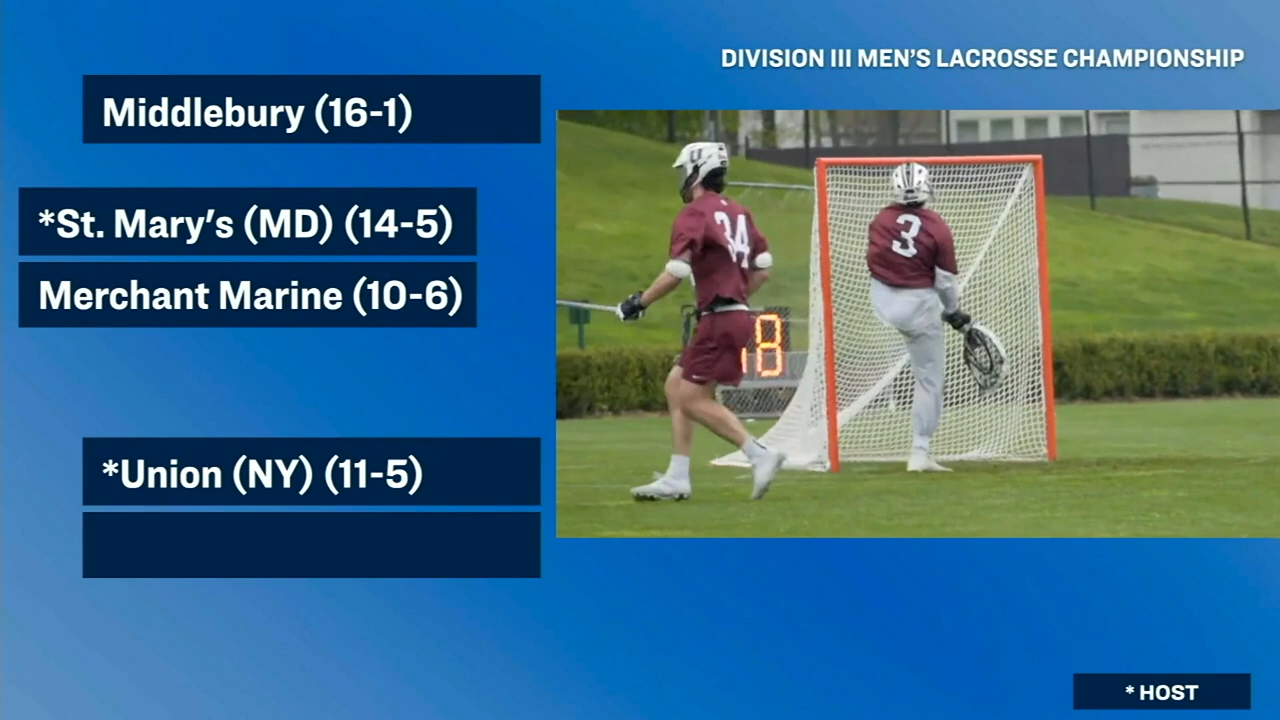 DIVISION III MEN'S LACROSSE CHAMPIONSHIP
Middlebury (16-1)
*St. Mary's (MD) (14-5)
Merchant Marine (10-6)
*Union (NY) (11-5)
U
34
3
8
* HOST